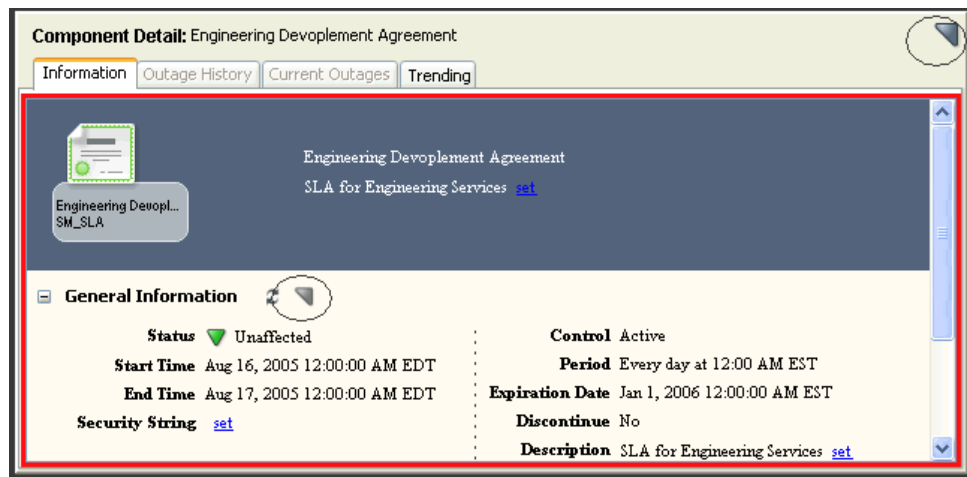 Component Detail: Engineering Devoplement Agreement
Information Outage History Current Outages Trending
Engineering Devoplement Agreement
SLA for Engineering Services set
Engineering Devopl...
SM_SLA
General Information
Status Unaffected
Start Time Aug 16, 2005 12:00:00 AM EDT
End Time Aug 17, 2005 12:00:00 AM EDT
Security String set
Control Active
Period Every day at 12:00 AM EST
Expiration Date Jan 1, 2006 12:00:00 AM EST
Discontinue No
Description SLA for Engineering Services set